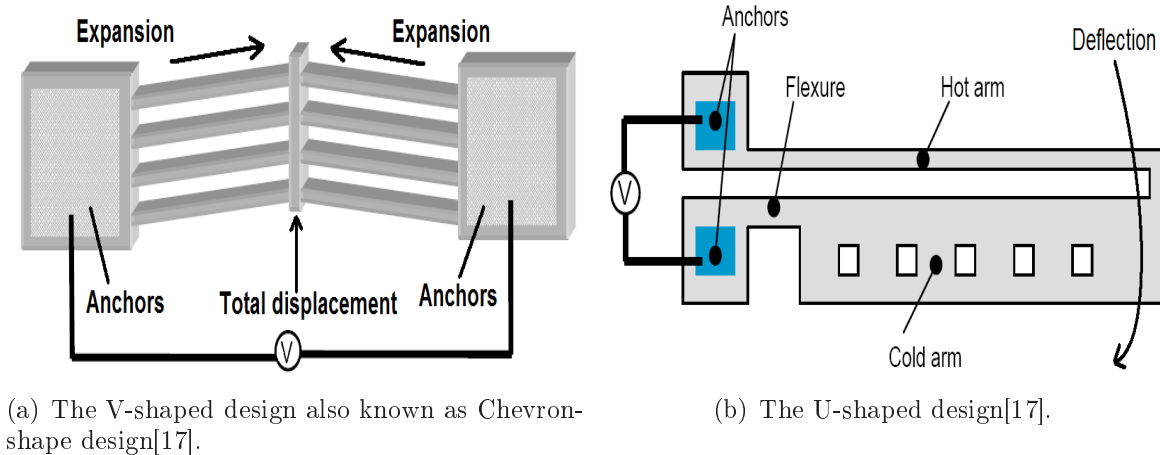 Expansion
Expansion
Anchors
Anchors
Total displacement
V
(a) The V-shaped design also known as Chevron-
shape design[17].
Anchors
Deflection
Flexure
Hot arm
V
Cold arm
(b) The U-shaped design[17].